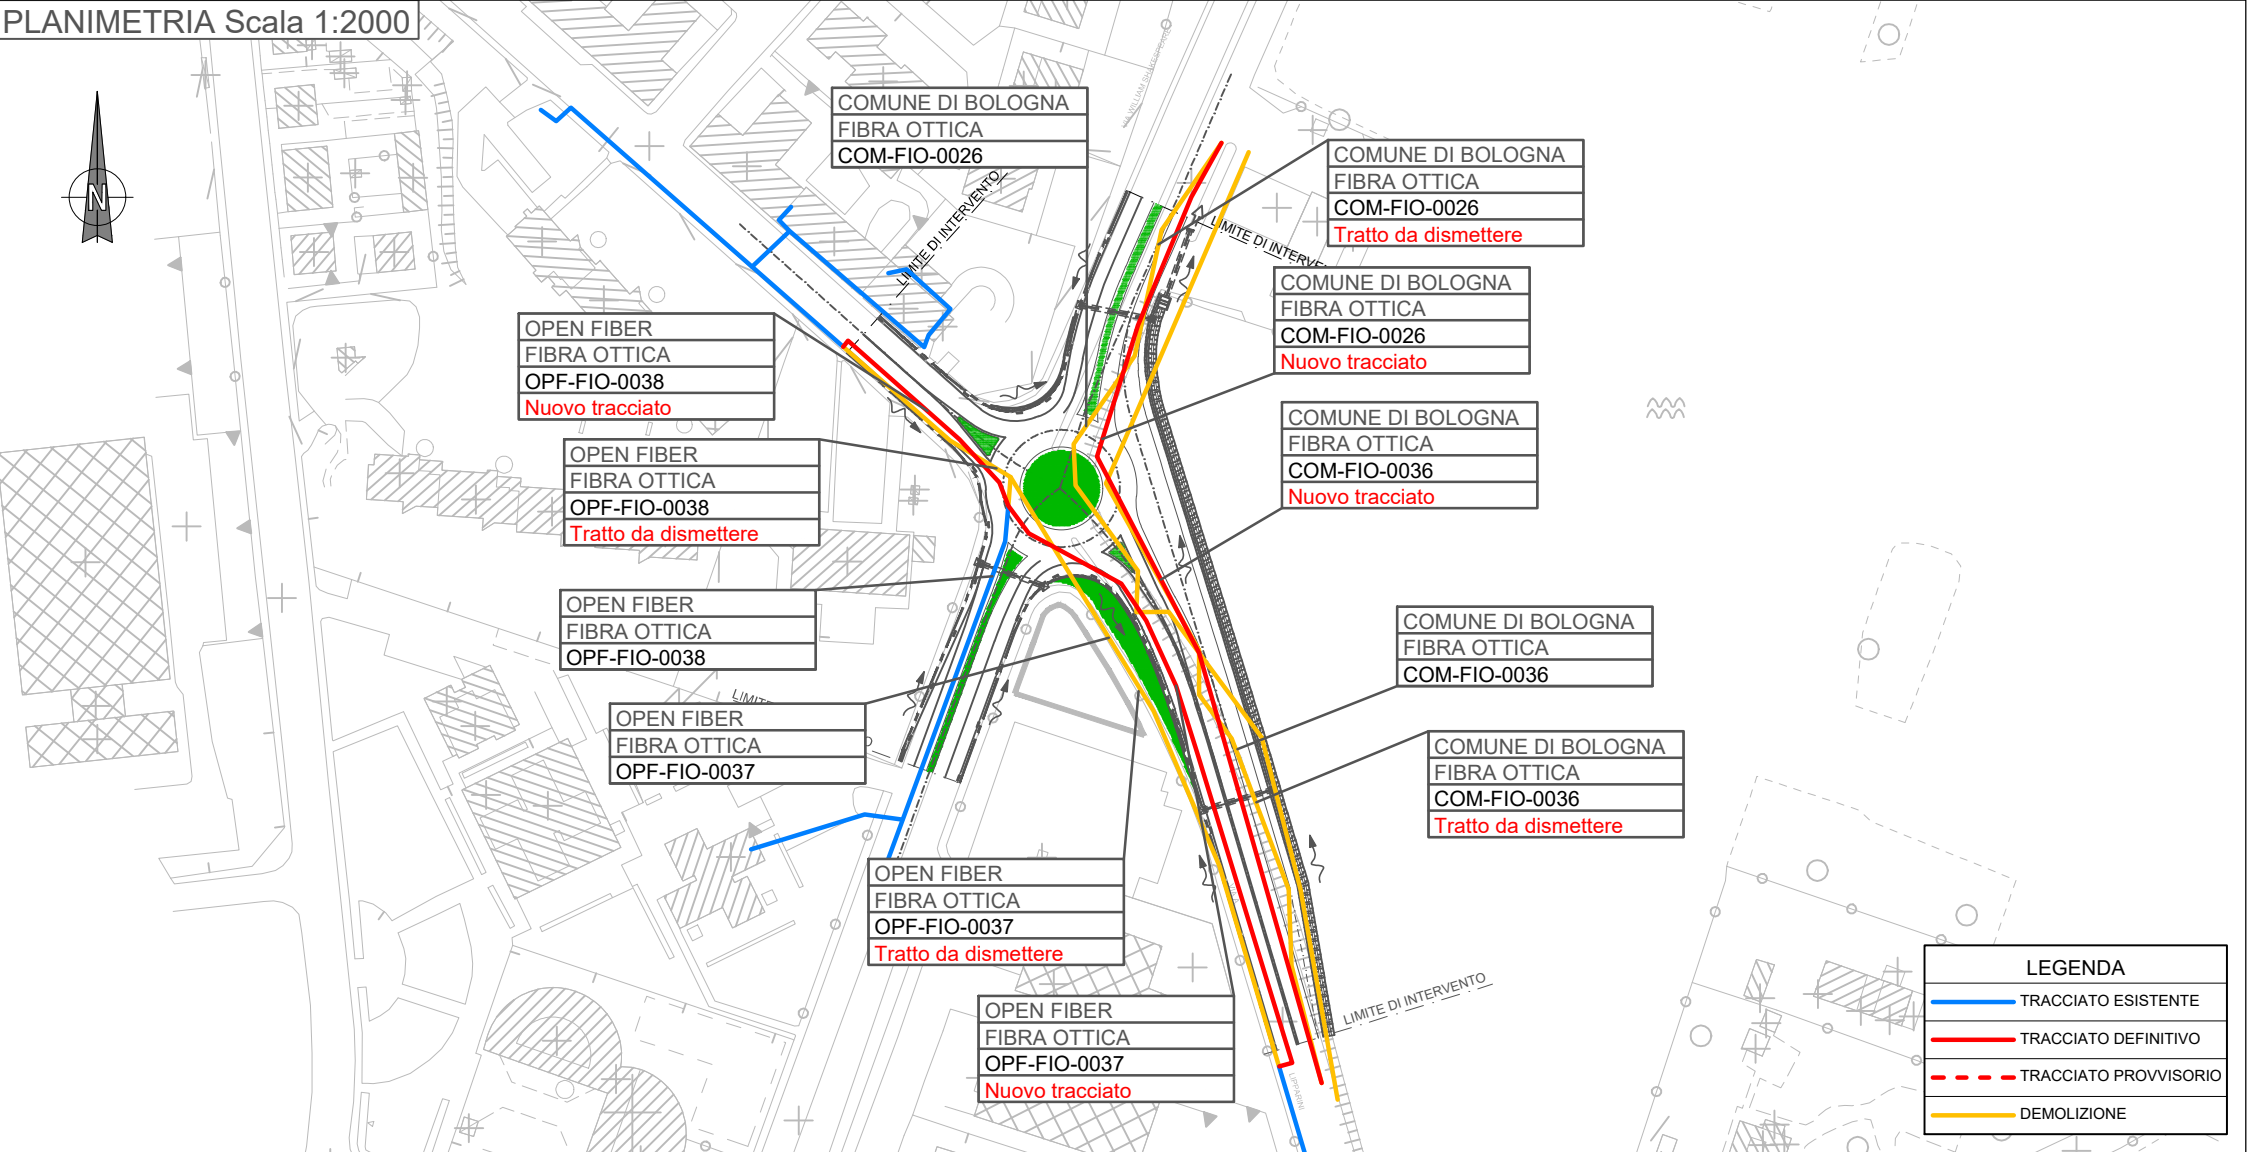 PLANIMETRIA Scala 1:2000
N
COMUNE DI BOLOGNA
FIBRA OTTICA
COM-FIO-0026
COMUNE DI BOLOGNA
FIBRA OTTICA
COM-FIO-0026
Tratto da dismettere
LIMITE DI INTERVENTO
LIMITE DI INTERVE
COMUNE DI BOLOGNA
FIBRA OTTICA
COM-FIO-0026
Nuovo tracciato
OPEN FIBER
FIBRA OTTICA
OPF-FIO-0038
Nuovo tracciato
COMUNE DI BOLOGNA
FIBRA OTTICA
COM-FIO-0036
Nuovo tracciato
OPEN FIBER
FIBRA OTTICA
OPF-FIO-0038
Tratto da dismettere
OPEN FIBER
FIBRA OTTICA
OPF-FIO-0038
COMUNE DI BOLOGNA
FIBRA OTTICA
COM-FIO-0036
LIMITE
O
OPEN FIBER
FIBRA OTTICA
OPF-FIO-0037
COMUNE DI BOLOGNA
FIBRA OTTICA
COM-FIO-0036
Tratto da dismettere
OPEN FIBER
FIBRA OTTICA
OPF-FIO-0037
Tratto da dismettere
OPEN FIBER
FIBRA OTTICA
OPF-FIO-0037
Nuovo tracciato
LIMITE DI INTERVENTO
LIPPARINI
LEGENDA
TRACCIATO ESISTENTE
TRACCIATO DEFINITIVO
TRACCIATO PROVVISORIO
DEMOLIZIONE